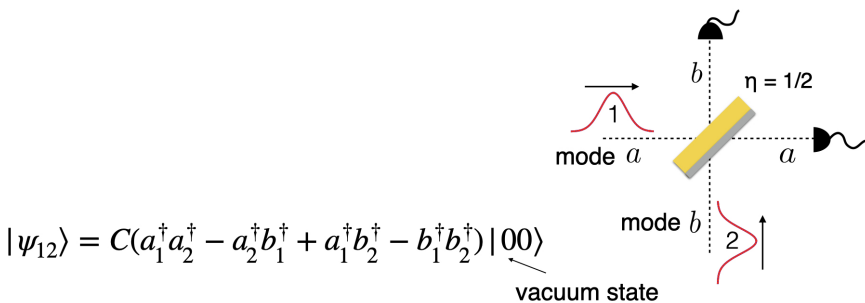 b
η = 1/2
1
mode a
a
mode b
2
|ψ₁₂⟩ = C(a₁†a₂† − a₂†b₁† + a₁†b₂† − b₁†b₂†)|00⟩
vacuum state